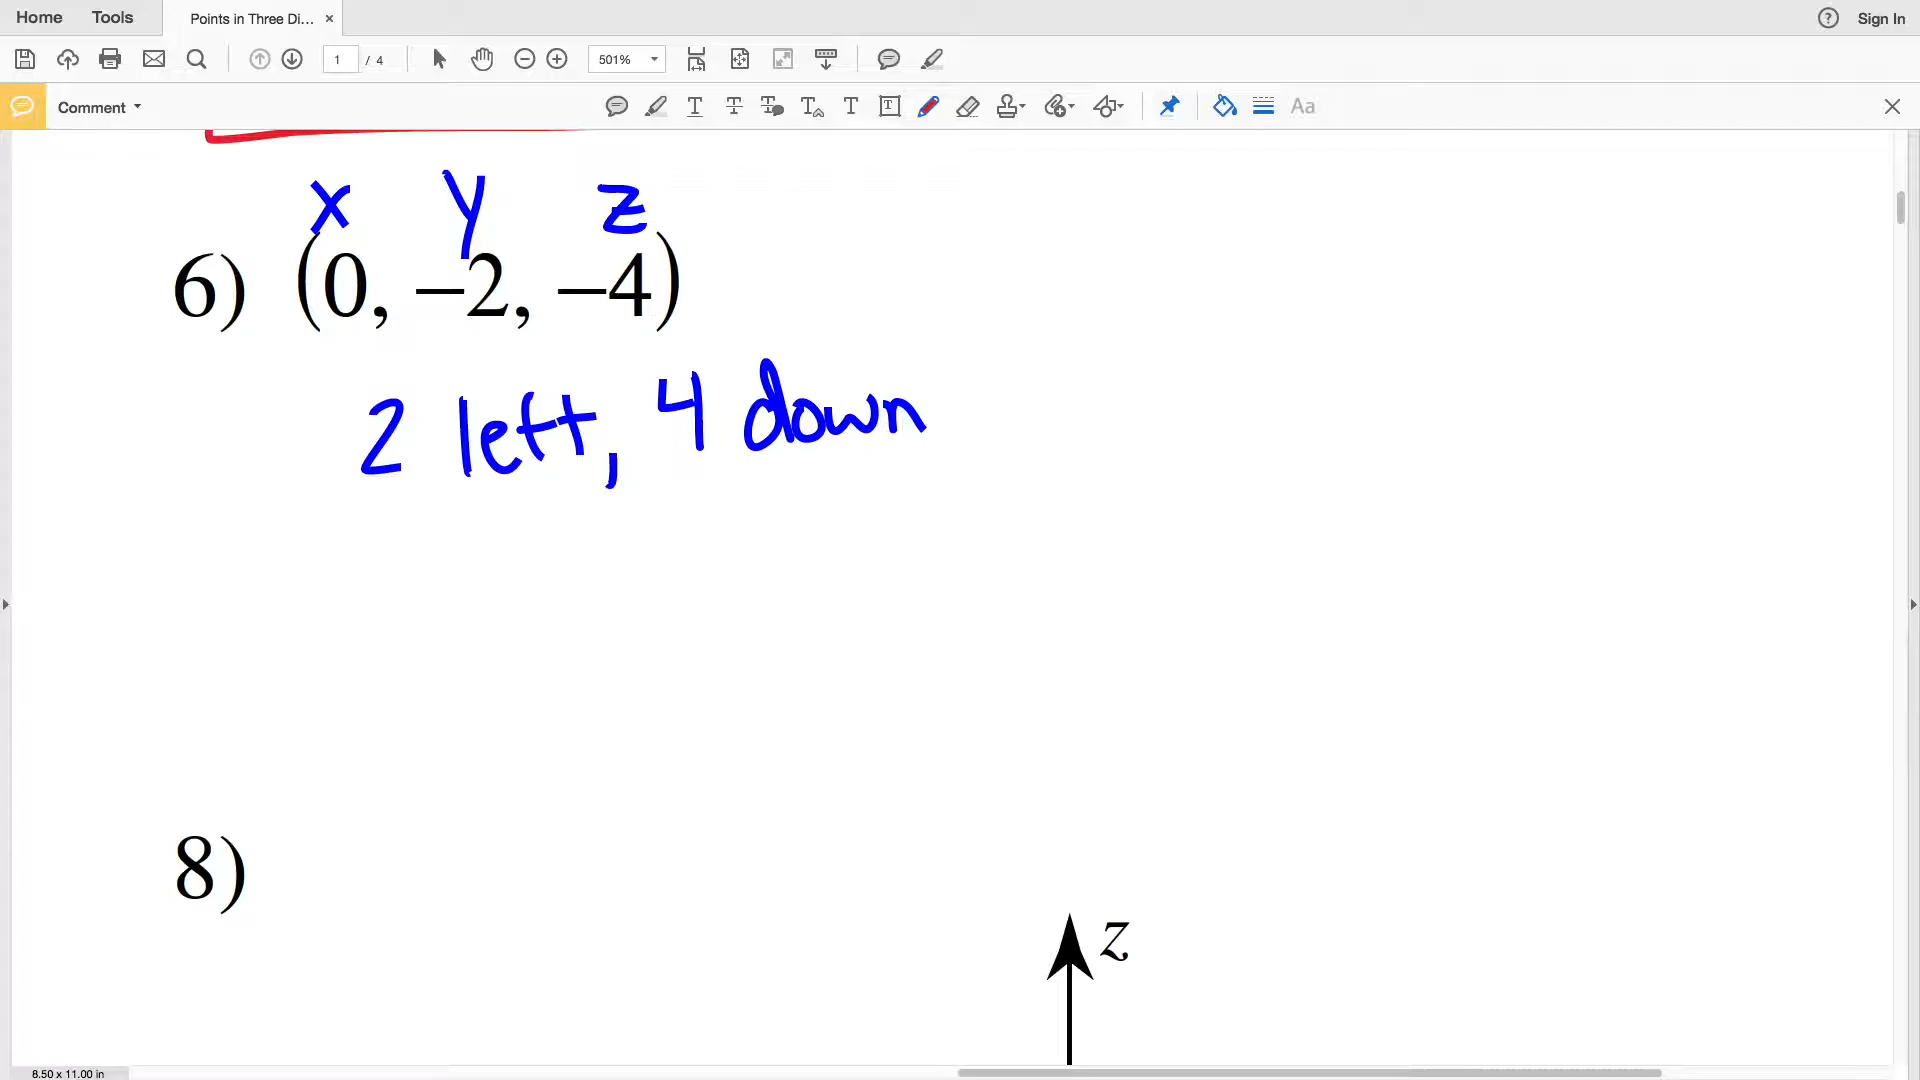 Home Tools Points in Three Di... × ? Sign In
1 / 4 501%
Comment T T T T T T Aa
x y z
6) (0, −2, −4)
2 left, 4 down
8)
z
8.50 x 11.00 in